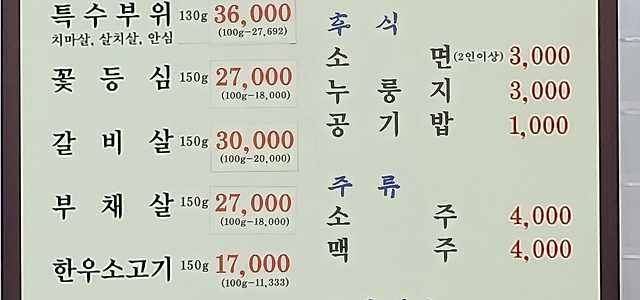 특수부위 130g 36,000
치마살, 살치살, 안심 (100g-27,692)
꽃등심 150g 27,000
(100g-18,000)
갈비살 150g 30,000
(100g-20,000)
부채살 150g 27,000
(100g-18,000)
한우소고기 150g 17,000
(100g-11,333)
후식
소면(2인이상) 3,000
누룽지 3,000
공기밥 1,000
주류
소주 4,000
맥주 4,000